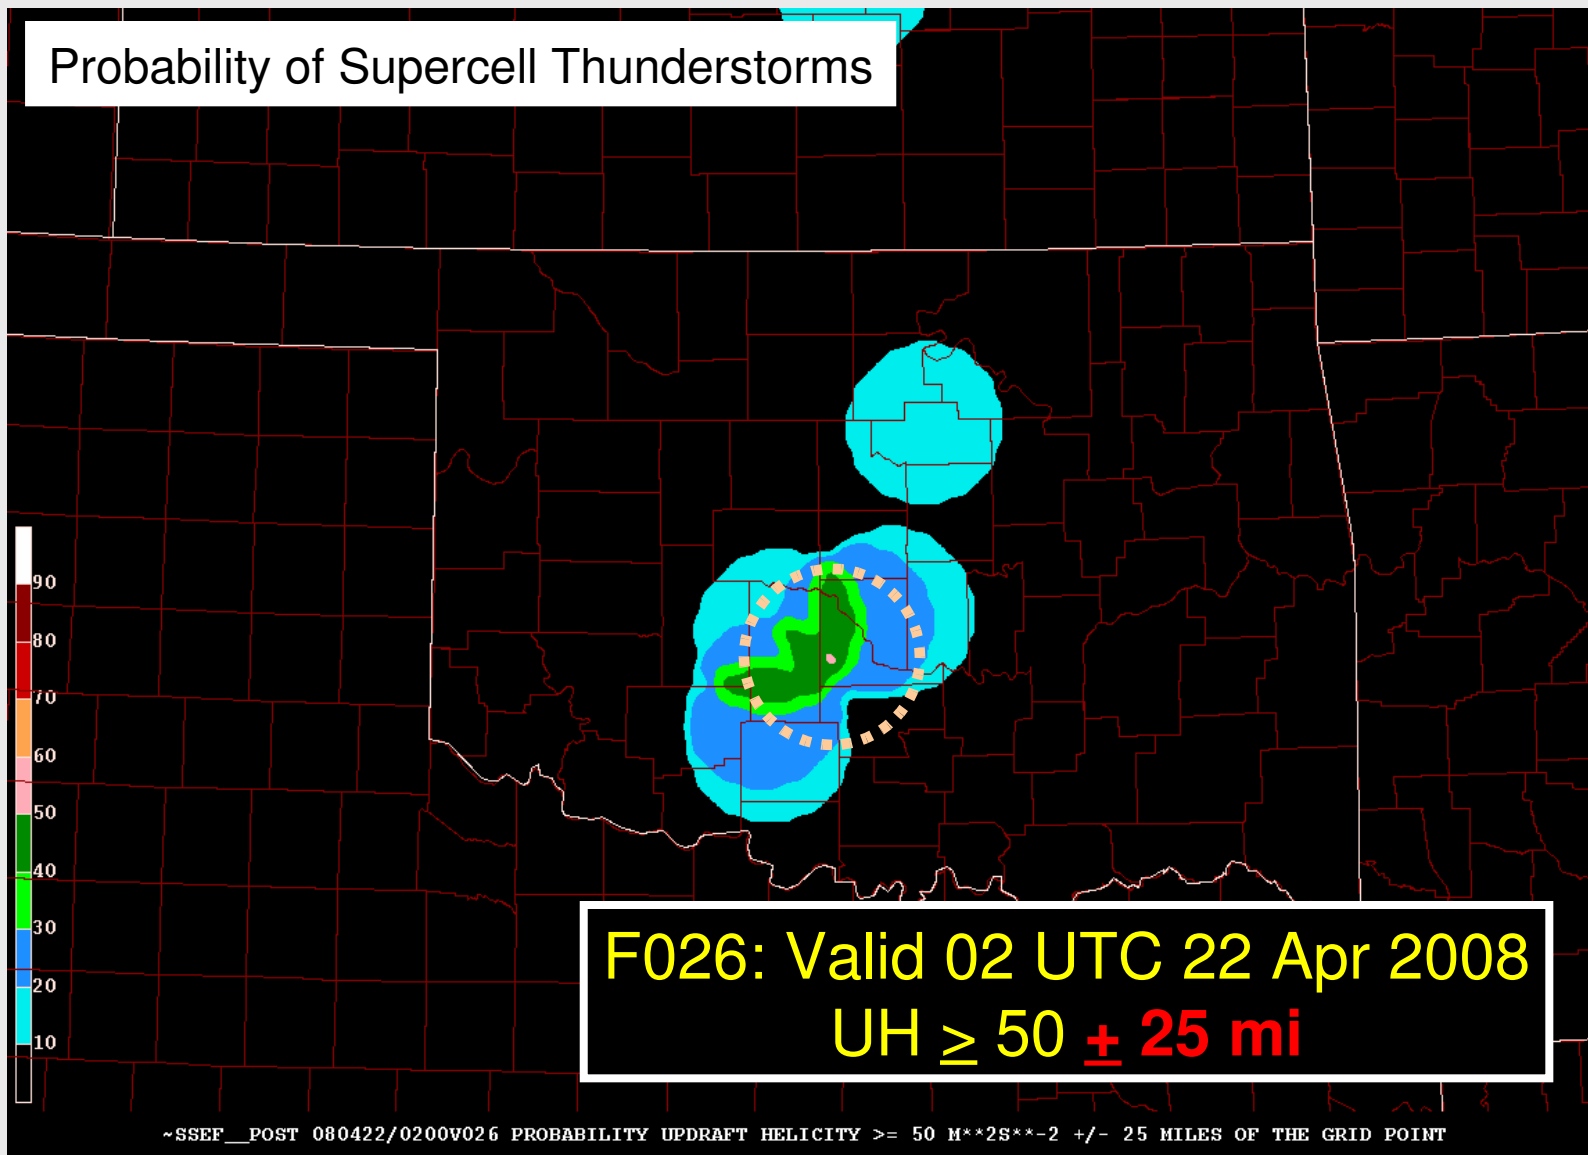 Probability of Supercell Thunderstorms
90
80
70
60
50
40
30
20
10
F026: Valid 02 UTC 22 Apr 2008
UH ≥ 50 ± 25 mi
~SSEF__POST 080422/0200V026 PROBABILITY UPDRAFT HELICITY >= 50 M**2S**-2 +/- 25 MILES OF THE GRID POINT